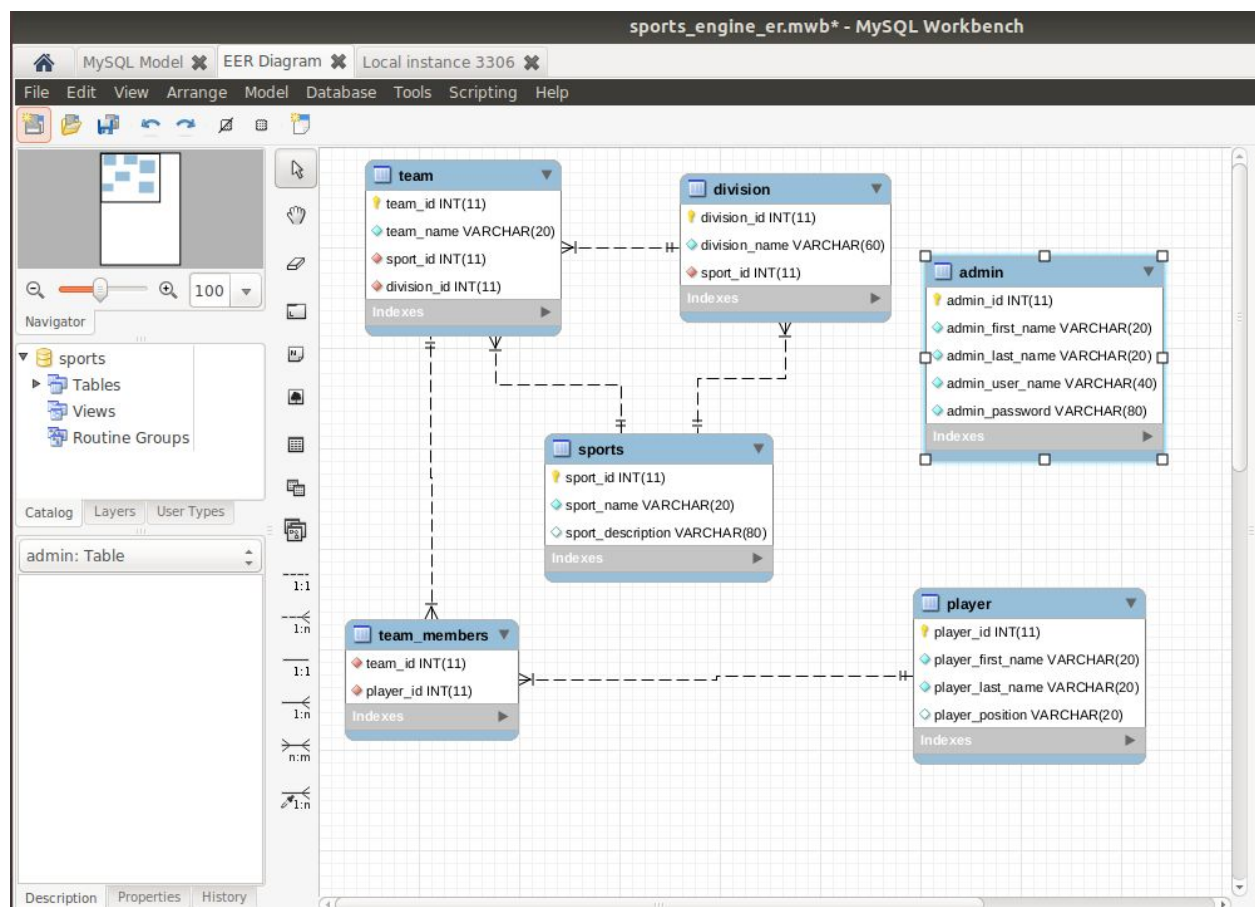 sports_engine_er.mwb* - MySQL Workbench
MySQL Model
EER Diagram
Local instance 3306
File Edit View Arrange Model Database Tools Scripting Help
100
Navigator
sports
Tables
Views
Routine Groups
Catalog Layers User Types
admin: Table
Description Properties History
1:1
1:n
1:1
1:n
n:m
1:n
team
team_id INT(11)
team_name VARCHAR(20)
sport_id INT(11)
division_id INT(11)
Indexes
division
division_id INT(11)
division_name VARCHAR(60)
sport_id INT(11)
Indexes
admin
admin_id INT(11)
admin_first_name VARCHAR(20)
admin_last_name VARCHAR(20)
admin_user_name VARCHAR(40)
admin_password VARCHAR(80)
Indexes
sports
sport_id INT(11)
sport_name VARCHAR(20)
sport_description VARCHAR(80)
Indexes
team_members
team_id INT(11)
player_id INT(11)
Indexes
player
player_id INT(11)
player_first_name VARCHAR(20)
player_last_name VARCHAR(20)
player_position VARCHAR(20)
Indexes